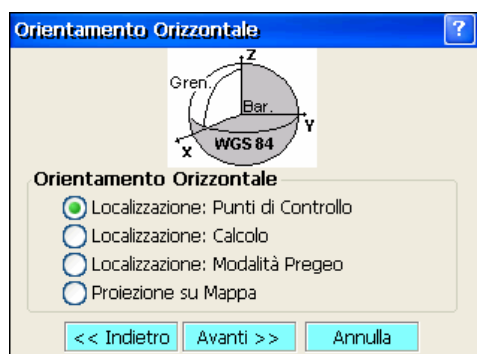 Orientamento Orizzontale
?
Z
Gren.
Bar.
Y
X
WGS 84
Orientamento Orizzontale
Localizzazione: Punti di Controllo
Localizzazione: Calcolo
Localizzazione: Modalità Pregeo
Proiezione su Mappa
<< Indietro Avanti >> Annulla